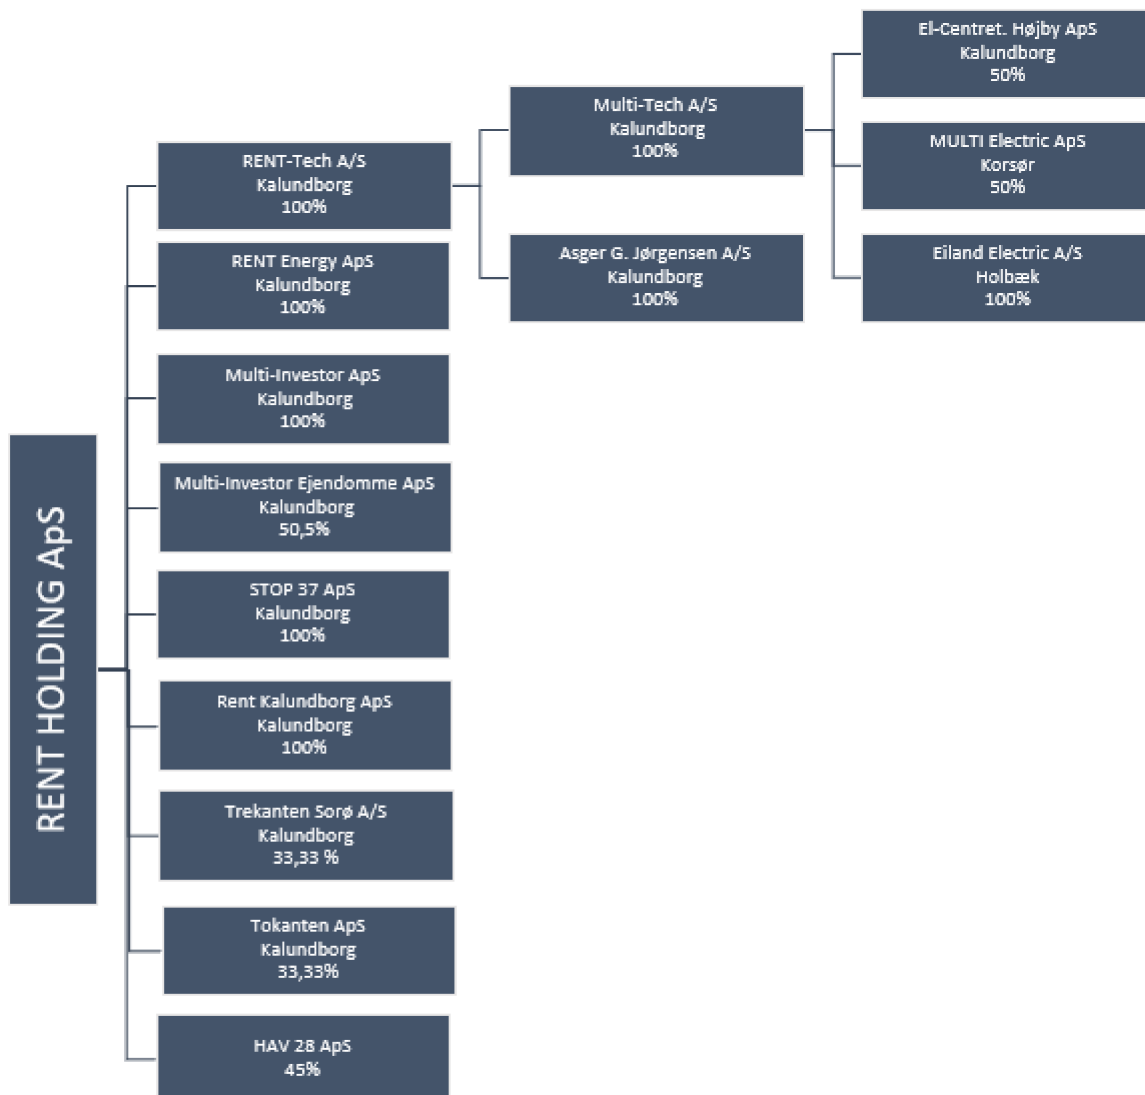 RENT HOLDING ApS
RENT-Tech A/S
Kalundborg
100%
RENT Energy ApS
Kalundborg
100%
Multi-Investor ApS
Kalundborg
100%
Multi-Investor Ejendomme ApS
Kalundborg
50,5%
STOP 37 ApS
Kalundborg
100%
Rent Kalundborg ApS
Kalundborg
100%
Trekanten Sorø A/S
Kalundborg
33,33 %
Tokanten ApS
Kalundborg
33,33%
HAV 28 ApS
45%
Multi-Tech A/S
Kalundborg
100%
Asger G. Jørgensen A/S
Kalundborg
100%
El-Centret. Højby ApS
Kalundborg
50%
MULTI Electric ApS
Korsør
50%
Eiland Electric A/S
Holbæk
100%